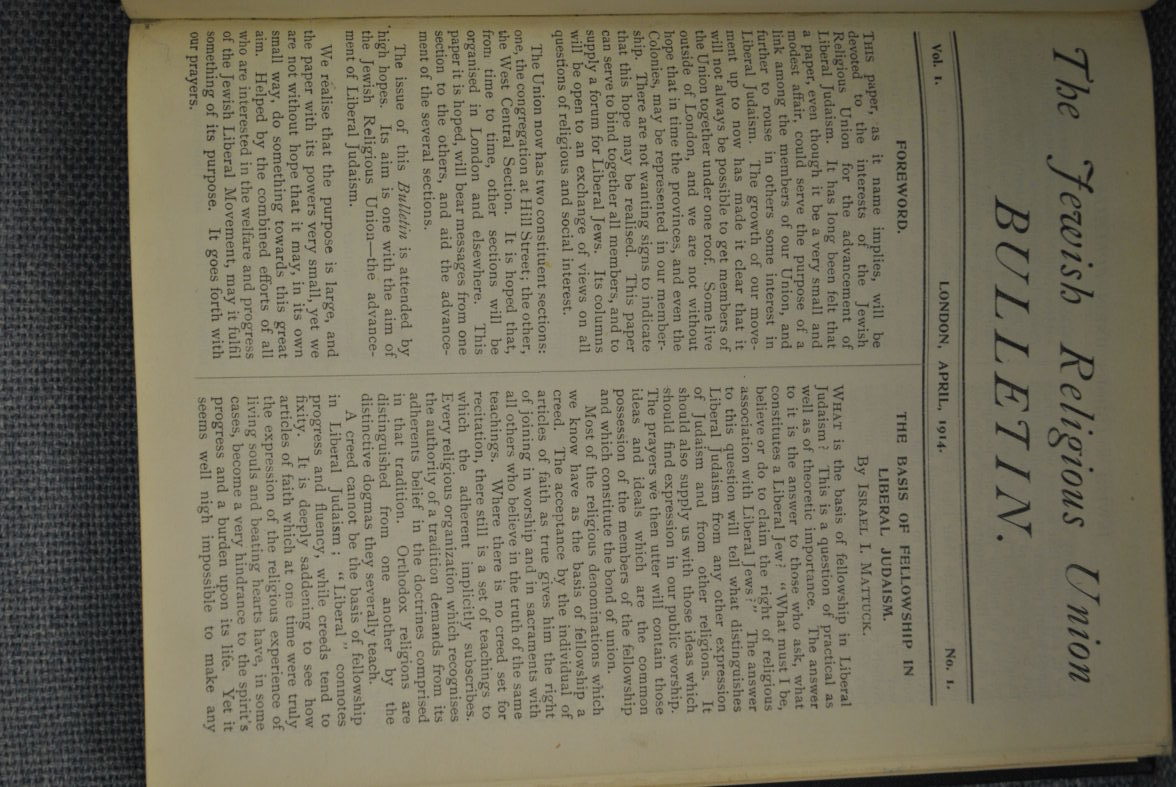 The Jewish Religious Union
BULLETIN.
Vol. I. LONDON, APRIL, 1914. No. 1.
FOREWORD.
THIS paper, as it name implies, will be
devoted to the interests of the Jewish
Religious Union for the advancement of
Liberal Judaism. It has long been felt that
a paper, even though it be a very small and
modest affair, could serve the purpose of a
link among the members of our Union, and
further to rouse in others some interest in
Liberal Judaism. The growth of our move-
ment up to now has made it clear that it
will not always be possible to get members of
the Union together under one roof. Some live
outside of London, and we are not without
hope that in time the provinces, and even the
Colonies, may be represented in our member-
ship. There are not wanting signs to indicate
that this hope may be realised. This paper
can serve to bind together all members, and to
supply a forum for Liberal Jews. Its columns
will be open to an exchange of views on all
questions of religious and social interest.
The Union now has two constituent sections:
one, the congregation at Hill Street; the other,
the West Central Section. It is hoped that,
from time to time, other sections will be
organised in London and elsewhere. This
paper it is hoped, will bear messages from one
section to the others, and aid the advance-
ment of the several sections.
The issue of this Bulletin is attended by
high hopes. Its aim is one with the aim of
the Jewish Religious Union—the advance-
ment of Liberal Judaism.
We realise that the purpose is large, and
the paper with its powers very small, yet we
are not without hope that it may, in its own
small way, do something towards this great
aim. Helped by the combined efforts of all
who are interested in the welfare and progress
of the Jewish Liberal Movement, may it fulfil
something of its purpose. It goes forth with
our prayers.
THE BASIS OF FELLOWSHIP IN
LIBERAL JUDAISM.
By ISRAEL I. MATTUCK.
WHAT is the basis of fellowship in Liberal
Judaism? This is a question of practical as
well as of theoretic importance. The answer
to it is the answer to those who ask, what
constitutes a Liberal Jew? "What must I be,
believe or do to claim the right of religious
association with Liberal Jews?" The answer
to this question will tell what distinguishes
Liberal Judaism from any other expression
of Judaism and from other religions. It
should also supply us with those ideas which
should find expression in our public worship.
The prayers we then utter will contain those
ideas and ideals which are the common
possession of the members of the fellowship
and which constitute the bond of union.
Most of the religious denominations which
we know have as the basis of fellowship a
creed. The acceptance by the individual of
articles of faith as true gives him the right
of joining in worship and in sacraments with
all others who believe in the truth of the same
teachings. Where there is no creed set for
recitation, there still is a set of teachings to
which the adherent implicitly subscribes.
Every religious organization which recognises
the authority of a tradition demands from its
adherents belief in the doctrines comprised
in that tradition. Orthodox religions are
distinguished from one another by the
distinctive dogmas they severally teach.
A creed cannot be the basis of fellowship
in Liberal Judaism; "Liberal" connotes
progress and fluency, while creeds tend to
fixity. It is deeply saddening to see how
articles of faith which at one time were truly
the expression of the religious experience of
living souls and beating hearts have, in some
cases, become a very hindrance to the spirit's
progress and a burden upon its life. Yet it
seems well nigh impossible to make any